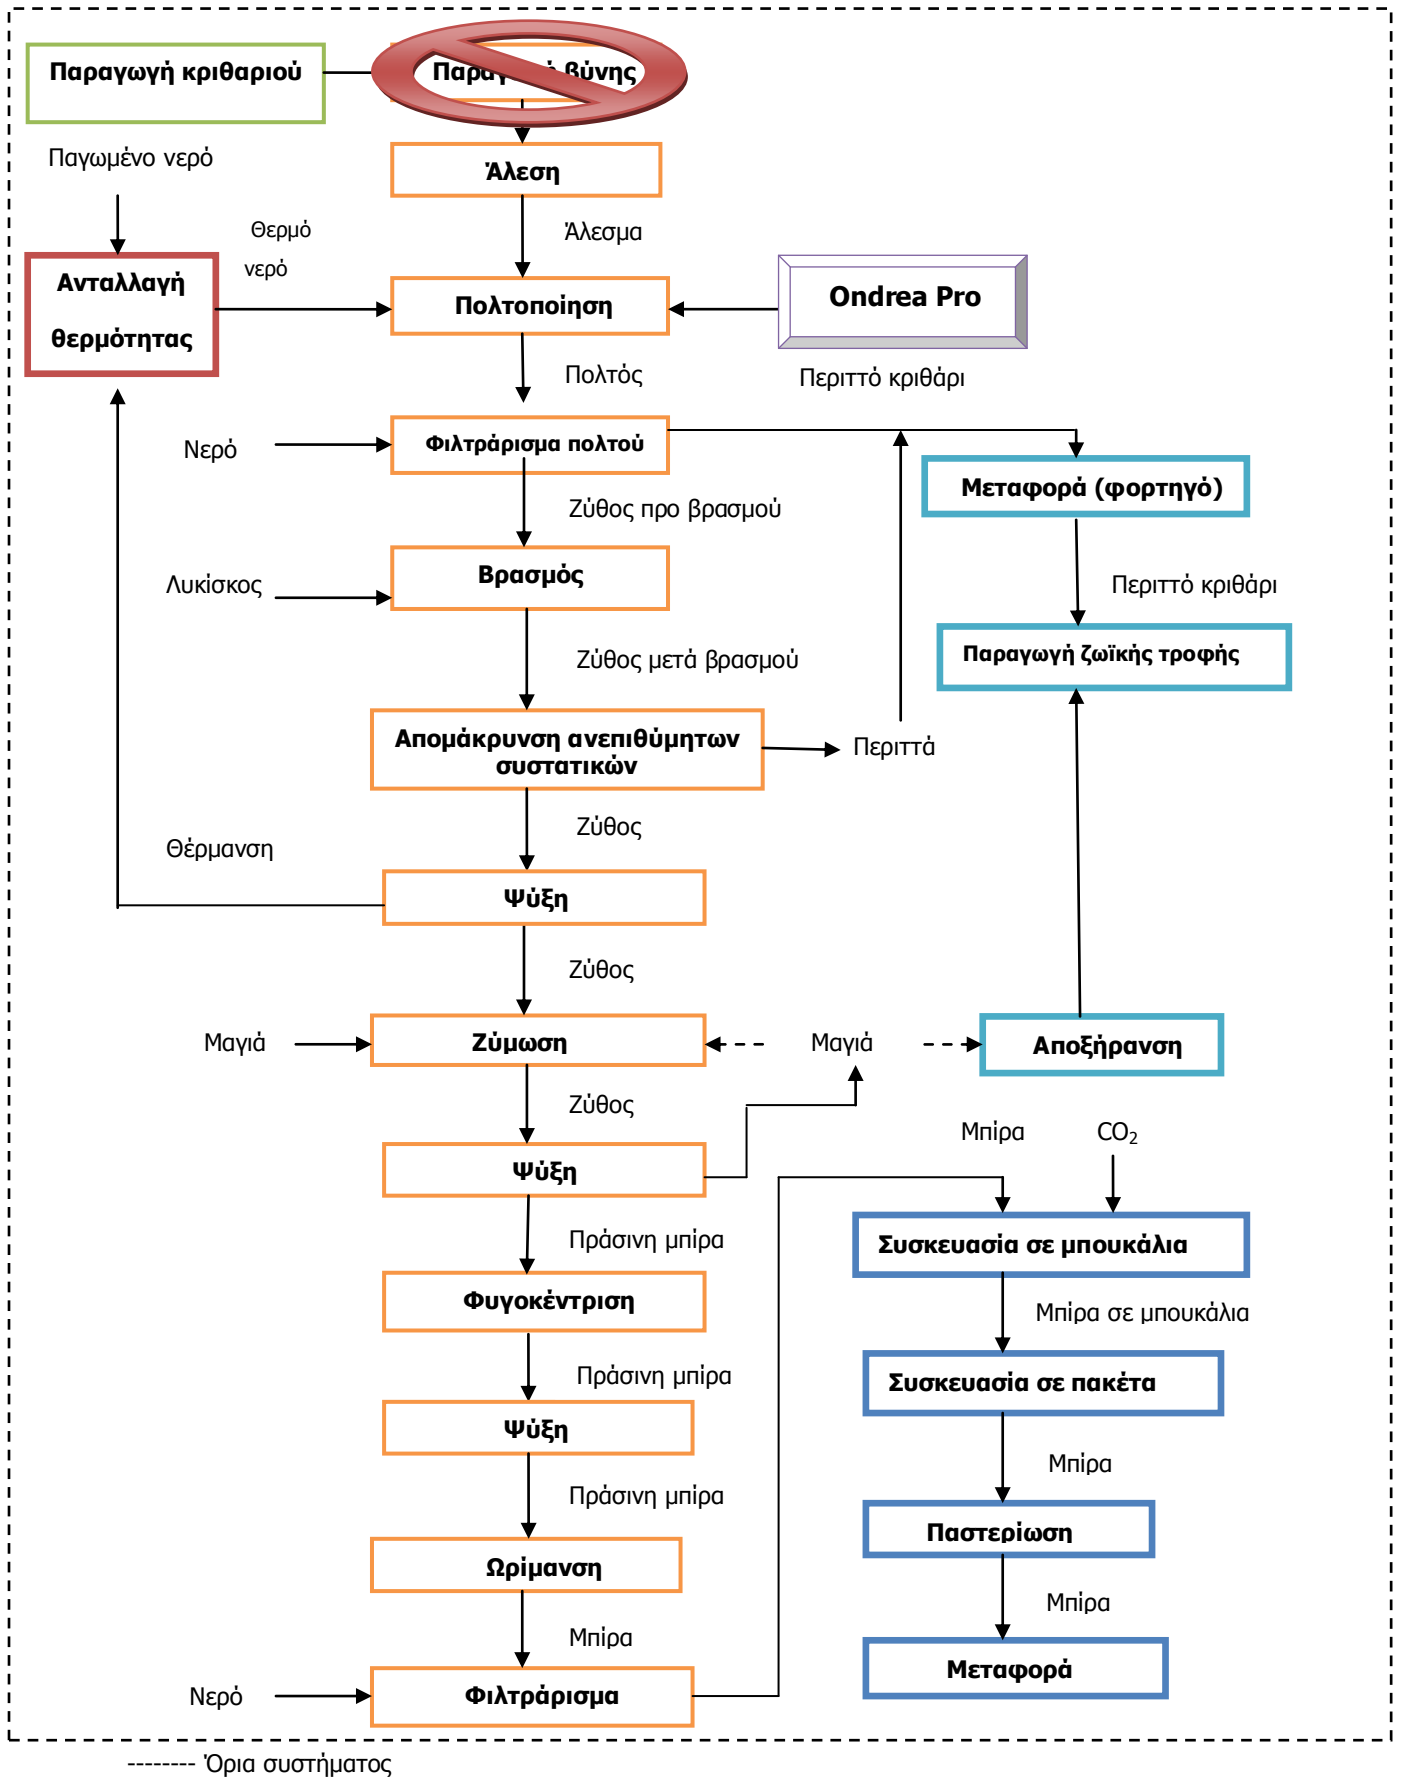 Παραγωγή κριθαριού
βύνης
Παγωμένο νερό
Άλεση
Άλεσμα
Θερμό
νερό
Ανταλλαγή
θερμότητας
Πολτοποίηση
Ondrea Pro
Πολτός
Περιττό κριθάρι
Νερό
Φιλτράρισμα πολτού
Μεταφορά (φορτηγό)
Ζύθος προ βρασμού
Λυκίσκος
Βρασμός
Περιττό κριθάρι
Ζύθος μετά βρασμού
Παραγωγή ζωϊκής τροφής
Απομάκρυνση ανεπιθύμητων
συστατικών
Περιττά
Ζύθος
Θέρμανση
Ψύξη
Ζύθος
Μαγιά
Ζύμωση
Μαγιά
Αποξήρανση
Ζύθος
Μπίρα
CO2
Ψύξη
Πράσινη μπίρα
Συσκευασία σε μπουκάλια
Φυγοκέντριση
Μπίρα σε μπουκάλια
Πράσινη μπίρα
Συσκευασία σε πακέτα
Ψύξη
Μπίρα
Πράσινη μπίρα
Παστερίωση
Ωρίμανση
Μπίρα
Μπίρα
Μεταφορά
Νερό
Φιλτράρισμα
-------- Όρια συστήματος